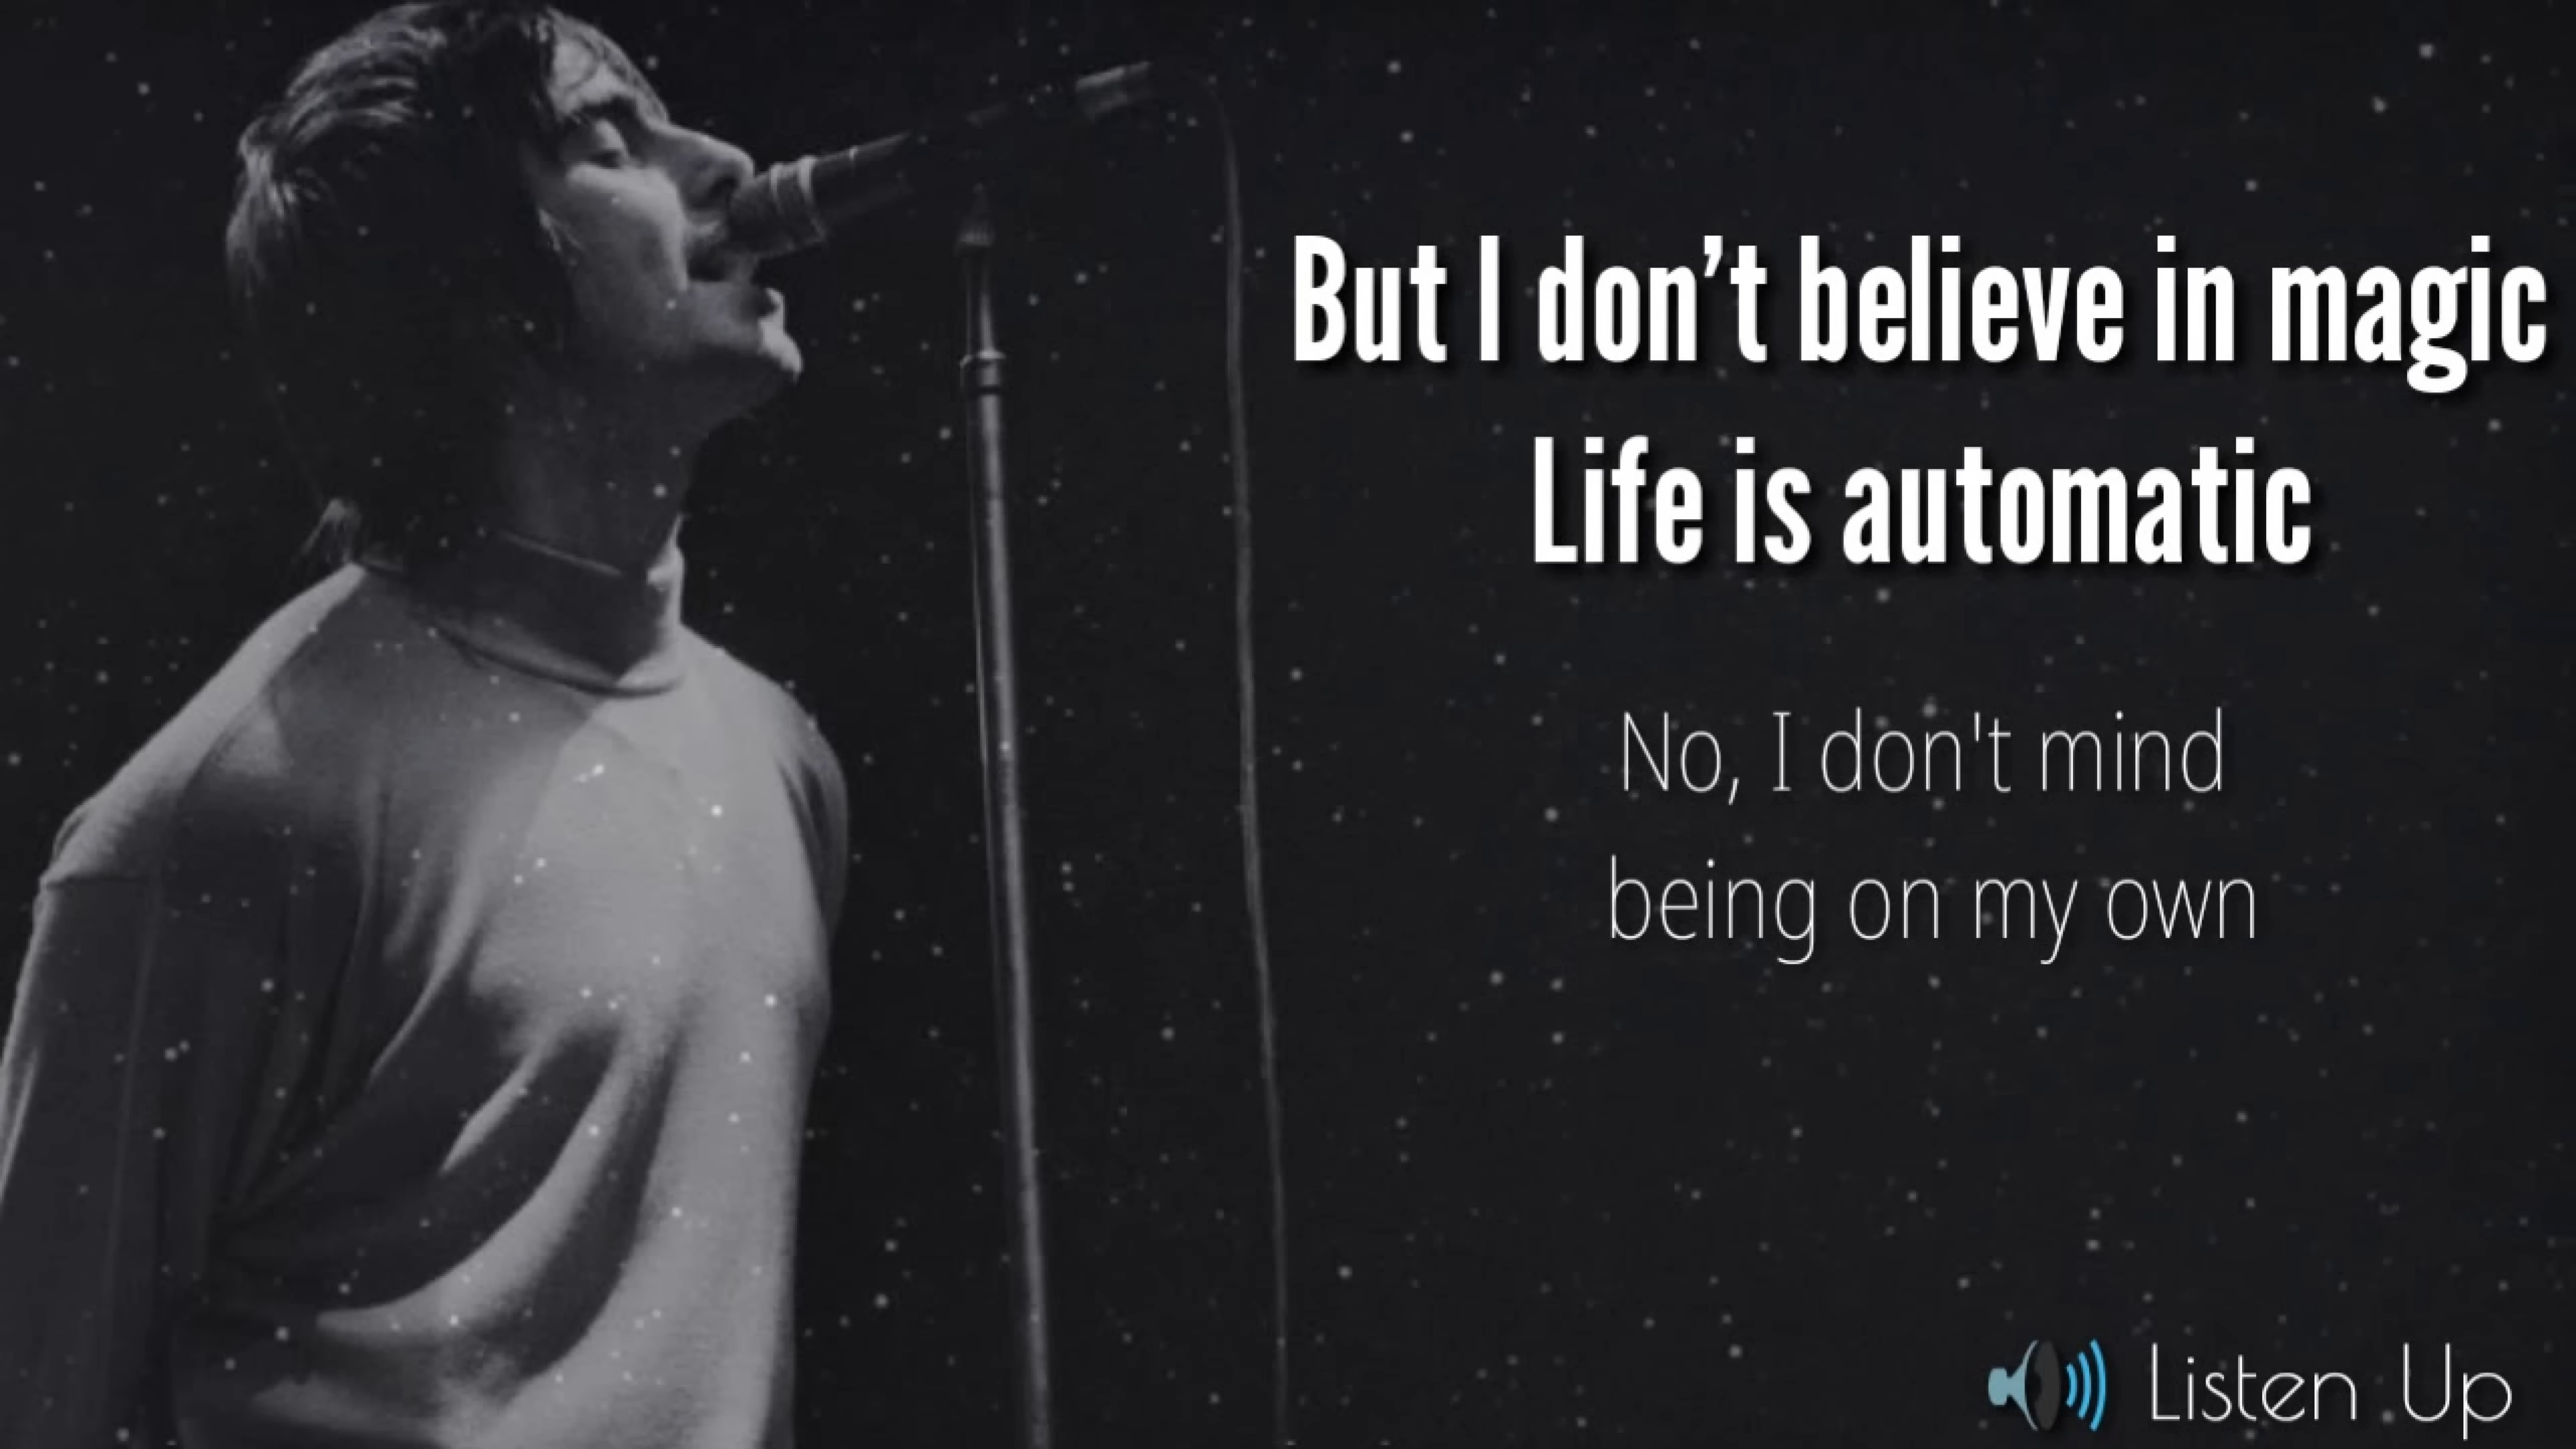 But I don’t believe in magic
Life is automatic
No, I don't mind
being on my own
Listen Up